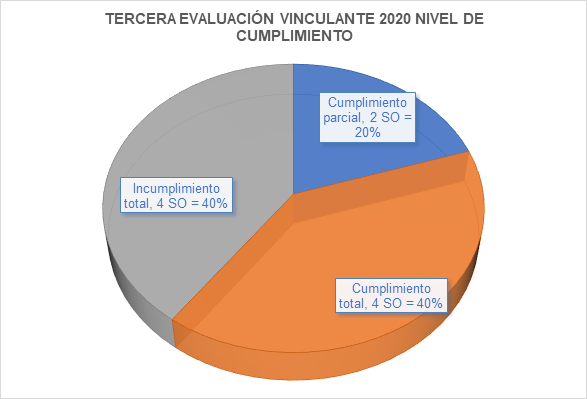 TERCERA EVALUACIÓN VINCULANTE 2020 NIVEL DE
CUMPLIMIENTO
Cumplimiento
parcial, 2 SO =
20%
Incumplimiento
total, 4 SO = 40%
Cumplimiento
total, 4 SO = 40%